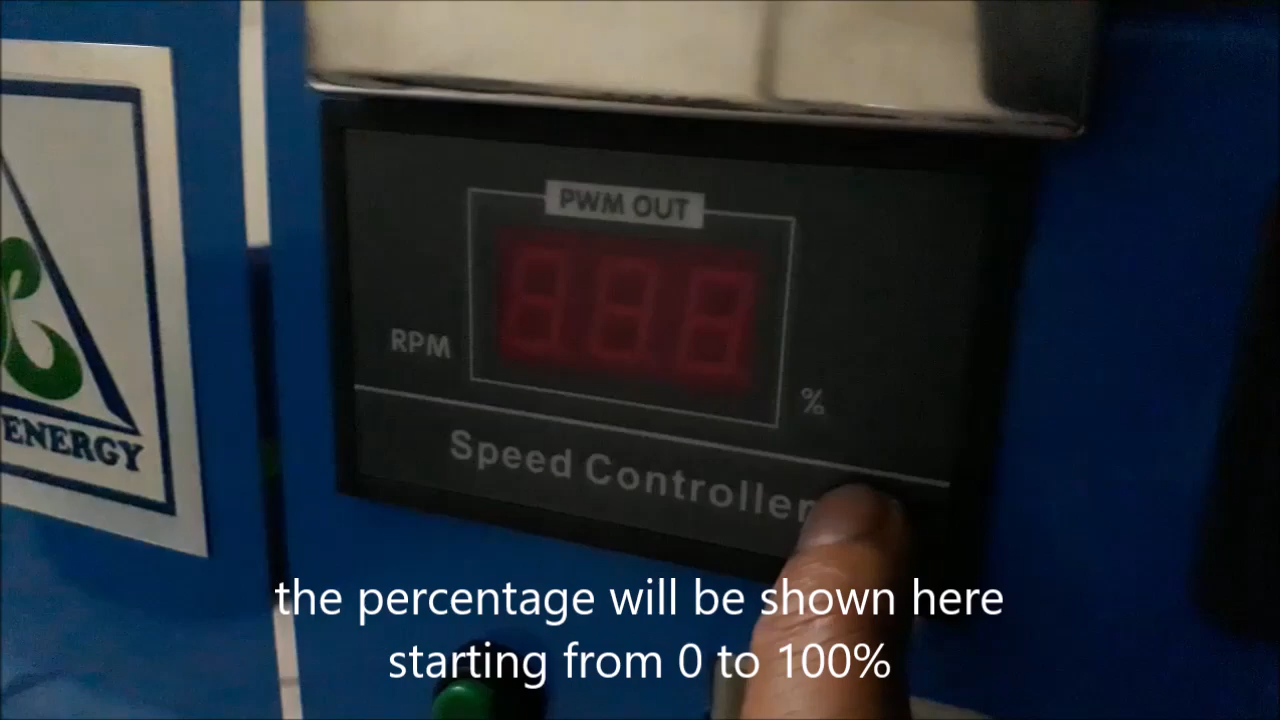 PWM OUT
RPM
%
Speed Controller
ENERGY
the percentage will be shown here
starting from 0 to 100%